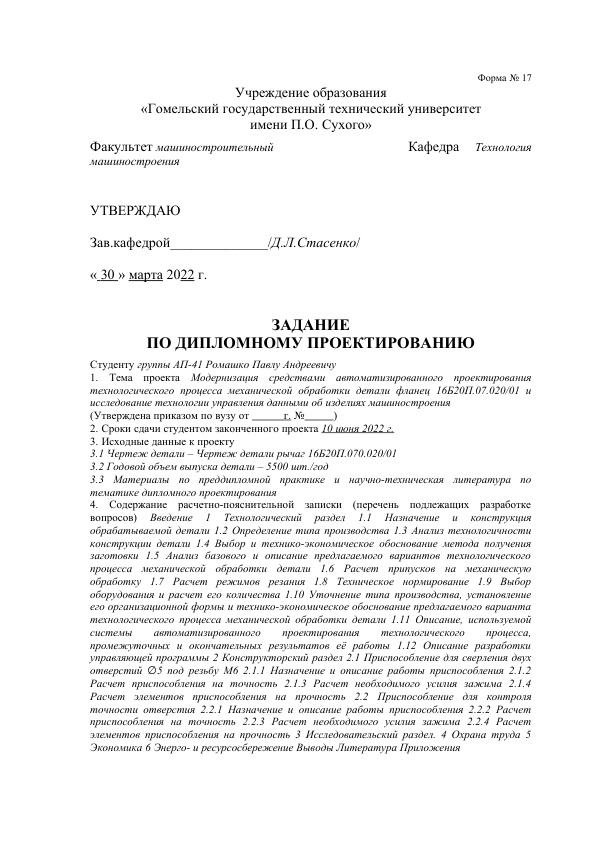 Форма № 17
Учреждение образования
«Гомельский государственный технический университет
имени П.О. Сухого»
Факультет машиностроительный Кафедра Технология
машиностроения
УТВЕРЖДАЮ
Зав.кафедрой______________/Д.Л.Стасенко/
« 30 » марта 2022 г.
ЗАДАНИЕ
ПО ДИПЛОМНОМУ ПРОЕКТИРОВАНИЮ
Студенту группы АП-41 Ромашко Павлу Андреевичу
1. Тема проекта Модернизация средствами автоматизированного проектирования
технологического процесса механической обработки детали фланец 16Б20П.07.020/01 и
исследование технологии управления данными об изделиях машиностроения
(Утверждена приказом по вузу от ______г. №_____)
2. Сроки сдачи студентом законченного проекта 10 июня 2022 г.
3. Исходные данные к проекту
3.1 Чертеж детали – Чертеж детали рычаг 16Б20П.070.020/01
3.2 Годовой объем выпуска детали – 5500 шт./год
3.3 Материалы по преддипломной практике и научно-техническая литература по
тематике дипломного проектирования
4. Содержание расчетно-пояснительной записки (перечень подлежащих разработке
вопросов) Введение 1 Технологический раздел 1.1 Назначение и конструкция
обрабатываемой детали 1.2 Определение типа производства 1.3 Анализ технологичности
конструкции детали 1.4 Выбор и технико-экономическое обоснование метода получения
заготовки 1.5 Анализ базового и описание предлагаемого вариантов технологического
процесса механической обработки детали 1.6 Расчет припусков на механическую
обработку 1.7 Расчет режимов резания 1.8 Техническое нормирование 1.9 Выбор
оборудования и расчет его количества 1.10 Уточнение типа производства, установление
его организационной формы и технико-экономическое обоснование предлагаемого варианта
технологического процесса механической обработки детали 1.11 Описание, используемой
системы автоматизированного проектирования технологического процесса,
промежуточных и окончательных результатов её работы 1.12 Описание разработки
управляющей программы 2 Конструкторский раздел 2.1 Приспособление для сверления двух
отверстий ∅5 под резьбу М6 2.1.1 Назначение и описание работы приспособления 2.1.2
Расчет приспособления на точность 2.1.3 Расчет необходимого усилия зажима 2.1.4
Расчет элементов приспособления на прочность 2.2 Приспособление для контроля
точности отверстия 2.2.1 Назначение и описание работы приспособления 2.2.2 Расчет
приспособления на точность 2.2.3 Расчет необходимого усилия зажима 2.2.4 Расчет
элементов приспособления на прочность 3 Исследовательский раздел. 4 Охрана труда 5
Экономика 6 Энерго- и ресурсосбережение Выводы Литература Приложения